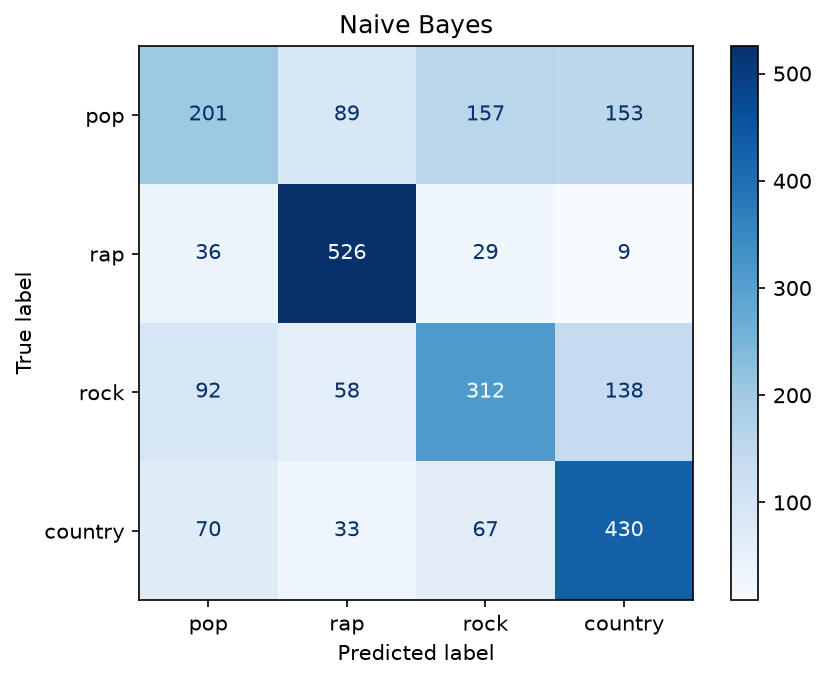 Naive Bayes
pop 201 89 157 153
rap 36 526 29 9
rock 92 58 312 138
country 70 33 67 430
pop rap rock country
Predicted label
True label
500
400
300
200
100